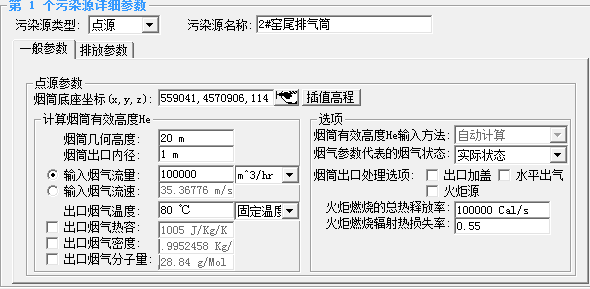 第 1 个污染源详细参数
污染源类型: 点源 污染源名称: 2#窑尾排气筒
一般参数 排放参数
点源参数
烟筒底座坐标(x,y,z): 559041,4570906,114 插值高程
计算烟筒有效高度He
烟筒几何高度: 20 m
烟筒出口内径: 1 m
输入烟气流量: 100000 m^3/hr
输入烟气流速: 35.36776 m/s
出口烟气温度: 80 ℃ 固定温度
出口烟气热容: 1005 J/Kg/K
出口烟气密度: .9952458 Kg/
出口烟气分子量: 28.84 g/Mol
选项
烟筒有效高度He输入方法: 自动计算
烟气参数代表的烟气状态: 实际状态
烟筒出口处理选项: 出口加盖 水平出气
火炬源
火炬燃烧的总热释放率: 100000 Cal/s
火炬燃烧辐射热损失率: 0.55